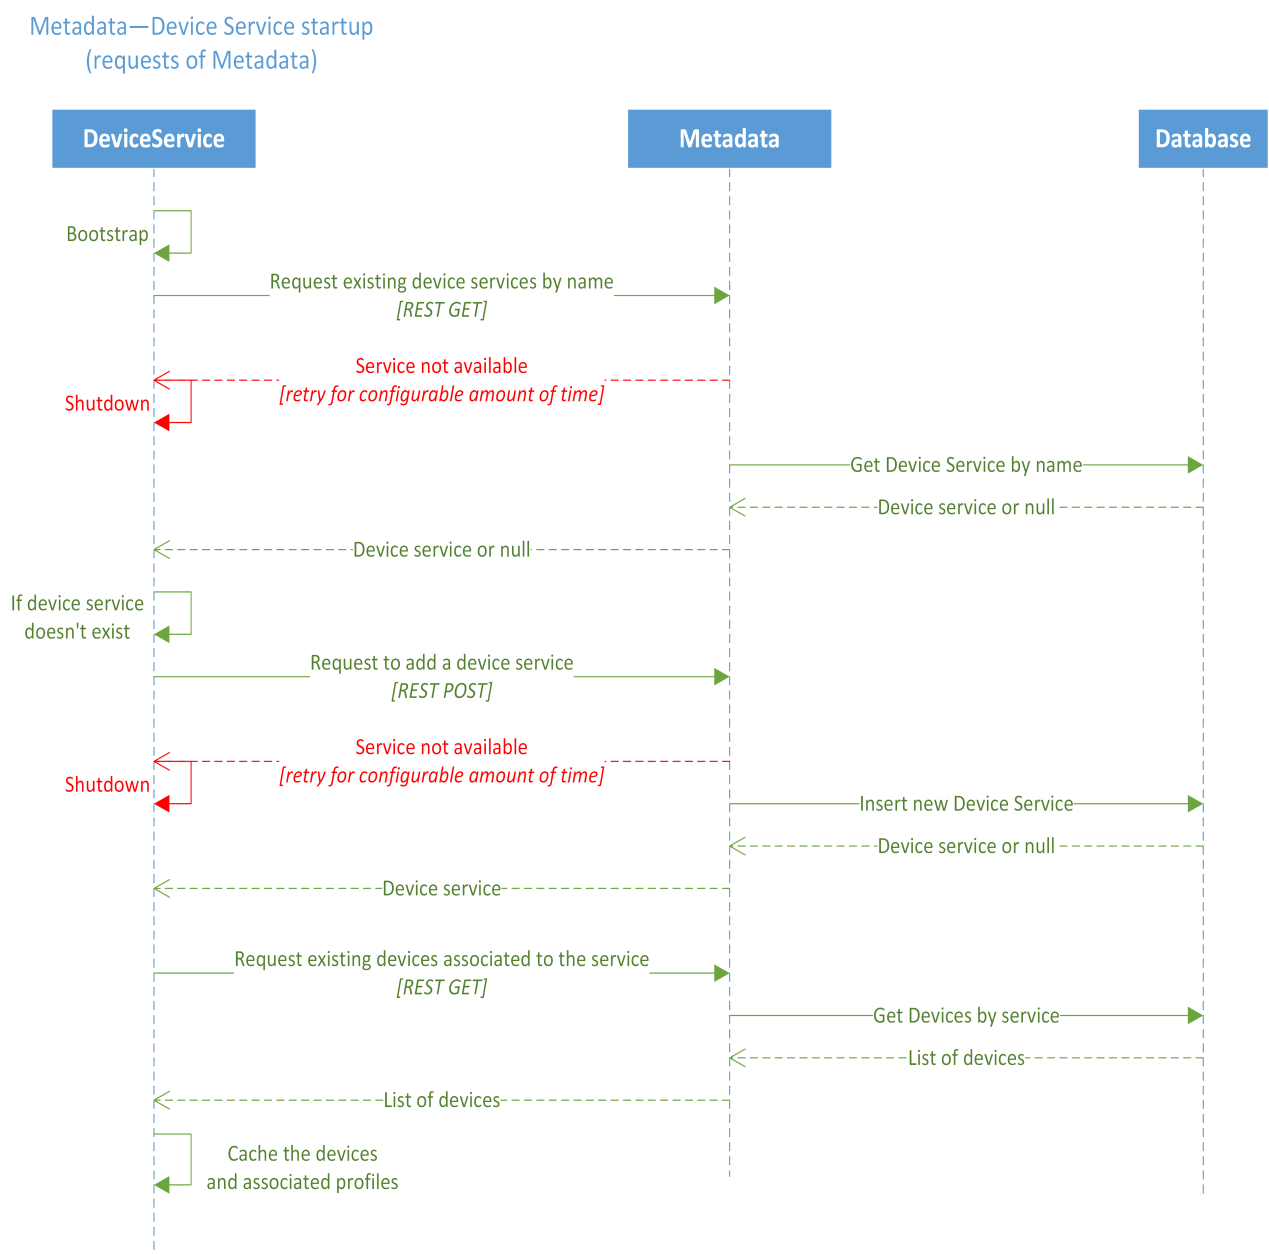 Metadata—Device Service startup
(requests of Metadata)
DeviceService
Metadata
Database
Bootstrap
Request existing device services by name
[REST GET]
Service not available
[retry for configurable amount of time]
Shutdown
Get Device Service by name
Device service or null
Device service or null
If device service
doesn't exist
Request to add a device service
[REST POST]
Service not available
[retry for configurable amount of time]
Shutdown
Insert new Device Service
Device service or null
Device service
Request existing devices associated to the service
[REST GET]
Get Devices by service
List of devices
List of devices
Cache the devices
and associated profiles